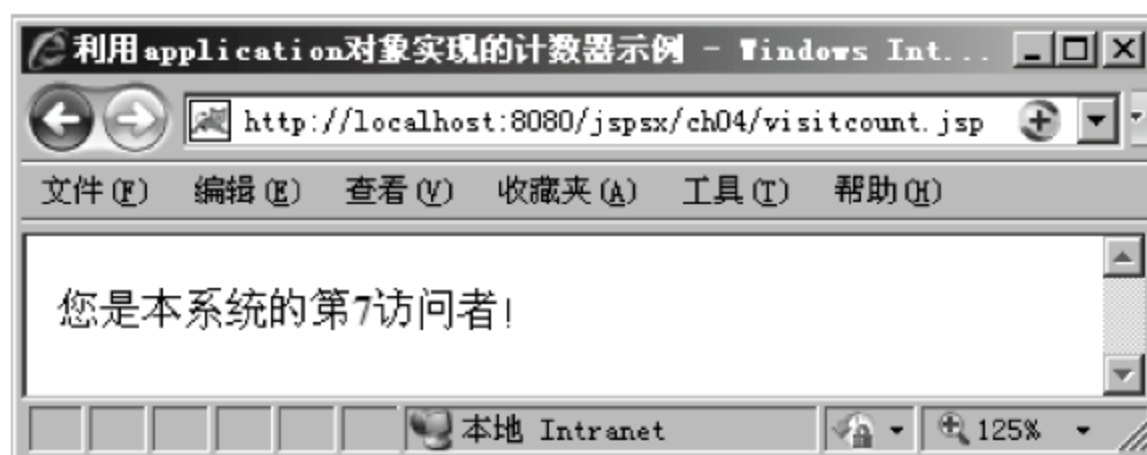 利用application对象实现的计数器示例 - Windows Int...
http://localhost:8080/jspsx/ch04/visitcount.jsp
文件(F) 编辑(E) 查看(V) 收藏夹(A) 工具(T) 帮助(H)
您是本系统的第7访问者!
本地 Intranet 125%